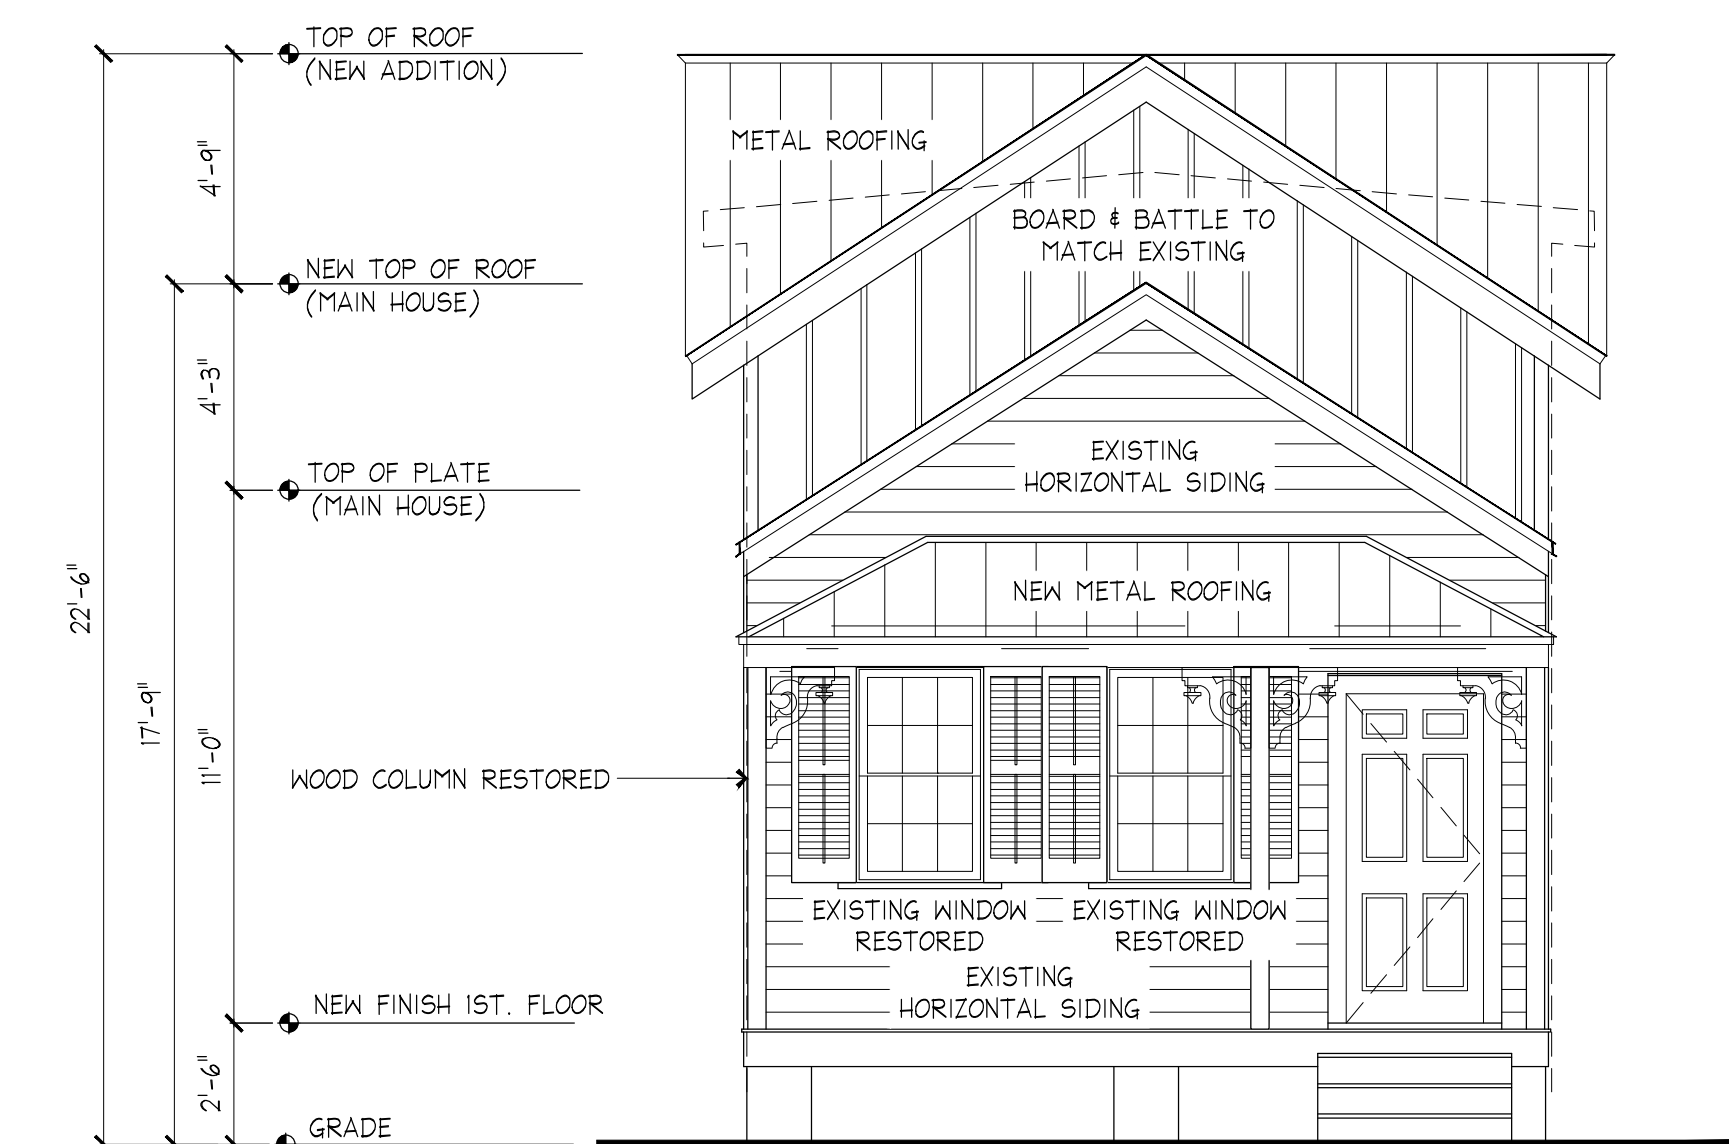 TOP OF ROOF
(NEW ADDITION)
4'-9"
METAL ROOFING
BOARD & BATTLE TO
MATCH EXISTING
NEW TOP OF ROOF
(MAIN HOUSE)
4'-3"
EXISTING
HORIZONTAL SIDING
TOP OF PLATE
(MAIN HOUSE)
22'-6"
NEW METAL ROOFING
17'-9"
11'-0"
WOOD COLUMN RESTORED
EXISTING WINDOW
RESTORED
EXISTING WINDOW
RESTORED
EXISTING
HORIZONTAL SIDING
NEW FINISH 1ST. FLOOR
2'-6"
GRADE